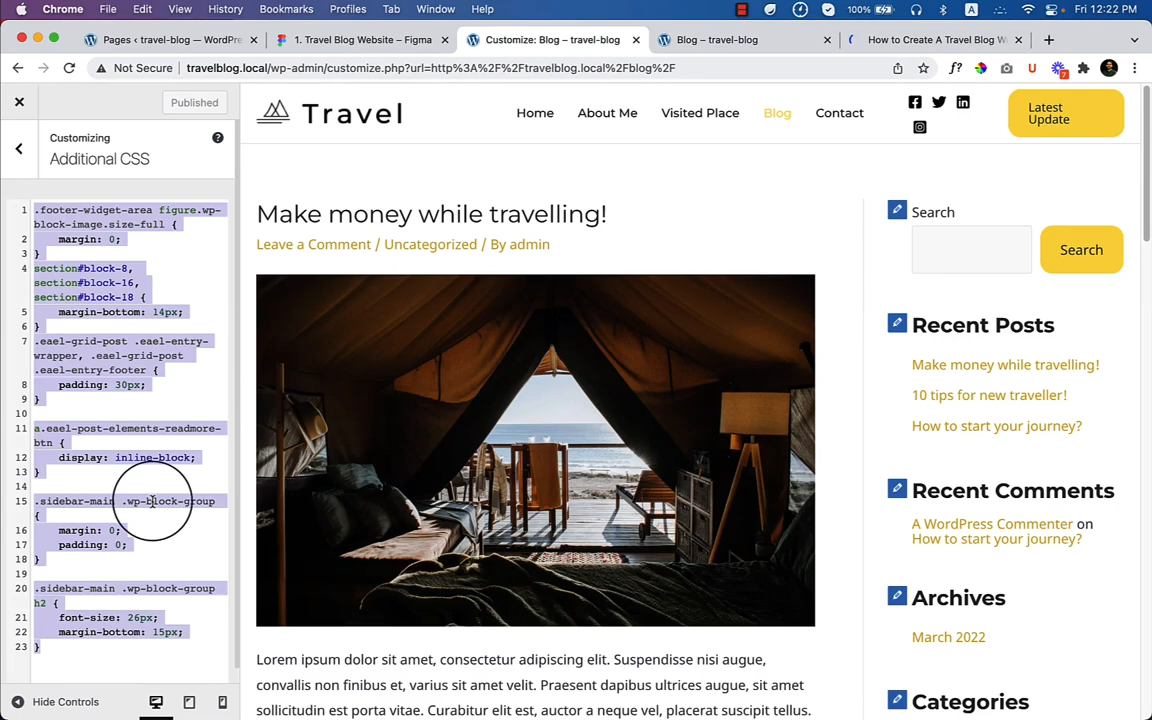 Chrome File Edit View History Bookmarks Profiles Tab Window Help 100% A Fri 12:22 PM
Pages ‹ travel-blog — WordPre
1. Travel Blog Website – Figma
Customize: Blog – travel-blog
Blog – travel-blog
How to Create A Travel Blog W
Not Secure travelblog.local/wp-admin/customize.php?url=http%3A%2F%2Ftravelblog.local%2Fblog%2F
f? U 7
Published
Customizing
Additional CSS
1 .footer-widget-area figure.wp-
block-image.size-full {
2 margin: 0;
3 }
4 section#block-8,
section#block-16,
section#block-18 {
5 margin-bottom: 14px;
6 }
7 .eael-grid-post .eael-entry-
wrapper, .eael-grid-post
.eael-entry-footer {
8 padding: 30px;
9 }
10
11 a.eael-post-elements-readmore-
btn {
12 display: inline-block;
13 }
14
15 .sidebar-main .wp-block-group
{
16 margin: 0;
17 padding: 0;
18 }
19
20 .sidebar-main .wp-block-group
h2 {
21 font-size: 26px;
22 margin-bottom: 15px;
23 }
Hide Controls
Travel
Home About Me Visited Place Blog Contact
Latest
Update
Make money while travelling!
Leave a Comment / Uncategorized / By admin
Lorem ipsum dolor sit amet, consectetur adipiscing elit. Suspendisse nisi augue,
convallis non finibus et, varius sit amet velit. Praesent dapibus ultrices augue, sit amet
sollicitudin est porta vitae. Curabitur elit, auctor a neque vel, placerat suscipit tellus.
Search
Search
Recent Posts
Make money while travelling!
10 tips for new traveller!
How to start your journey?
Recent Comments
A WordPress Commenter on
How to start your journey?
Archives
March 2022
Categories